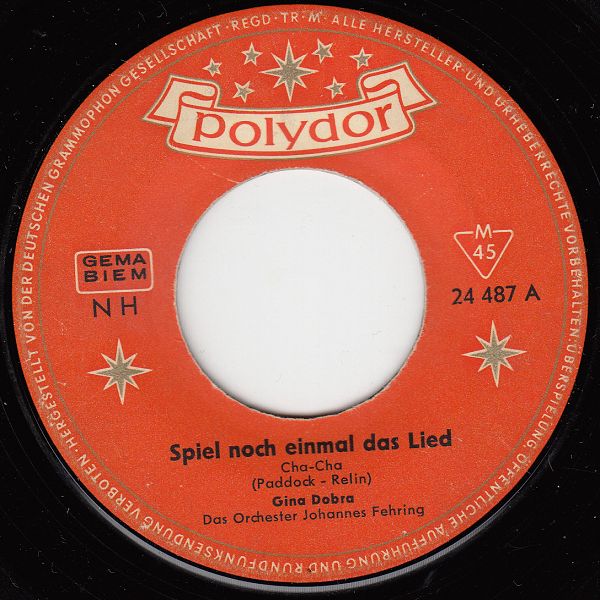 HERGESTELLT VON DER DEUTSCHEN GRAMMOPHON GESELLSCHAFT · REGD · TR · M · ALLE HERSTELLER- UND URHEBERRECHTE VORBEHALTEN: ÜBERSPIELUNG ÖFFENTLICHE AUFFÜHRUNG UND RUNDFUNKSENDUNG VERBOTEN ·
Polydor
GEMA
BIEM
NH
M
45
24 487 A
Spiel noch einmal das Lied
Cha-Cha
(Paddock - Relin)
Gina Dobra
Das Orchester Johannes Fehring